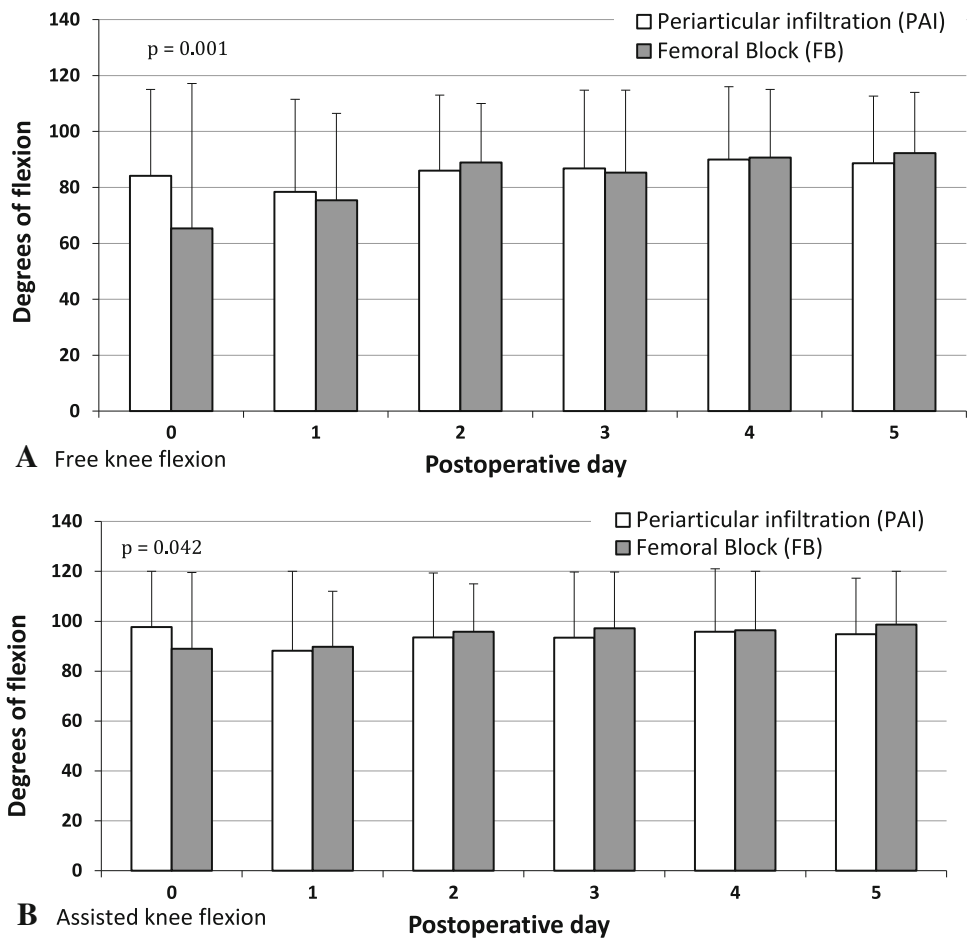 140
120
100
80
60
40
20
0
Degrees of flexion
p = 0.001
Periarticular infiltration (PAI)
Femoral Block (FB)
0 1 2 3 4 5
A Free knee flexion
Postoperative day
140
120
100
80
60
40
20
0
Degrees of flexion
p = 0.042
Periarticular infiltration (PAI)
Femoral Block (FB)
0 1 2 3 4 5
B Assisted knee flexion
Postoperative day